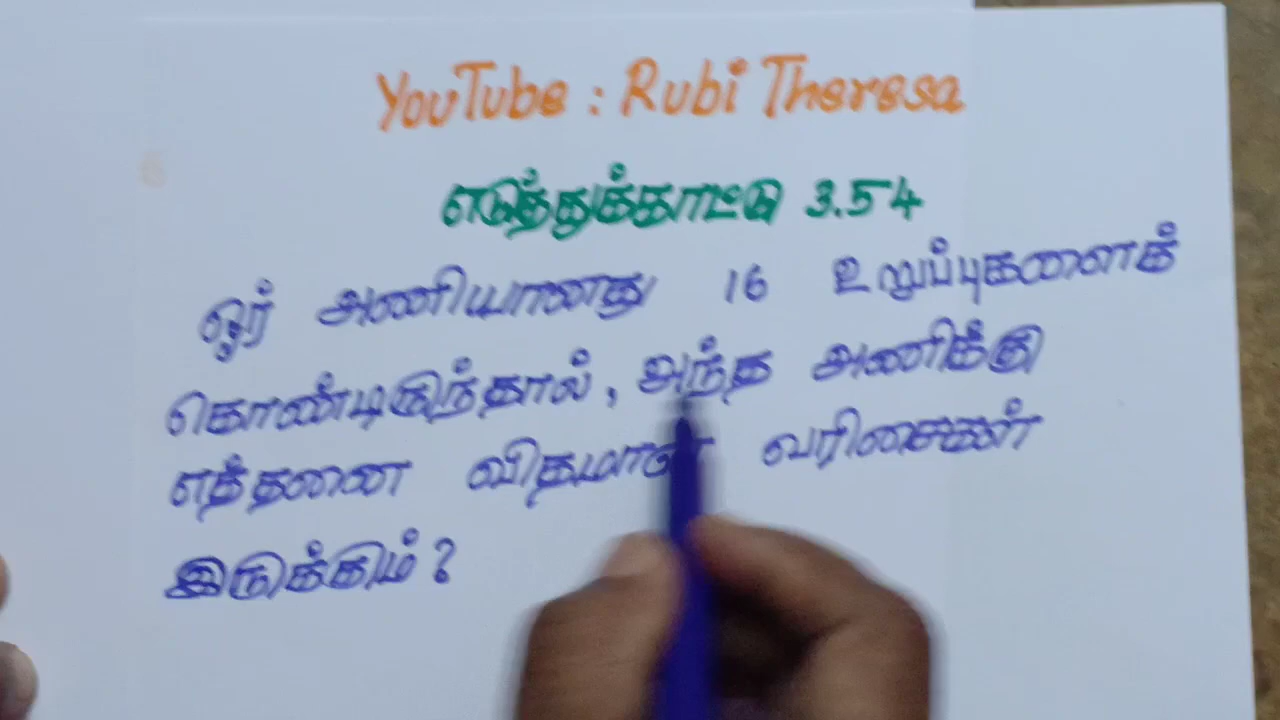 YouTube : Rubi Theresa
எடுத்துக்காட்டு 3.54
ஓர் அணியானது 16 உறுப்புகளைக்
கொண்டிருந்தால், அந்த அணிக்கு
எத்தனை விதமான வரிசைகள்
இருக்கும்?